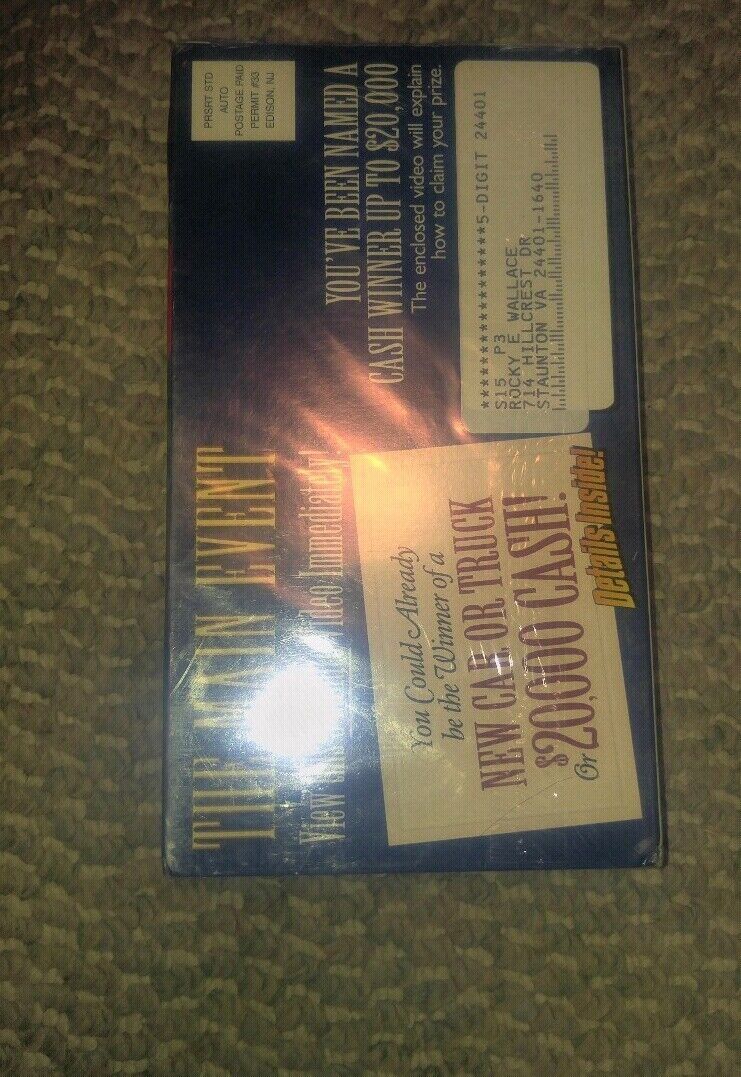 THE MAIN EVENT
View Video Immediately!
PRSRT STD
AUTO
POSTAGE PAID
PERMIT #33
EDISON, NJ
YOU'VE BEEN NAMED A
CASH WINNER UP TO $20,000
The enclosed video will explain
how to claim your prize.
You Could Already
be the Winner of a
NEW CAR OR TRUCK
Or $20,000 CASH!
Details Inside!
*******************5-DIGIT 24401
S15 P3
ROCKY E WALLACE
714 HILLCREST DR
STAUNTON VA 24401-1640